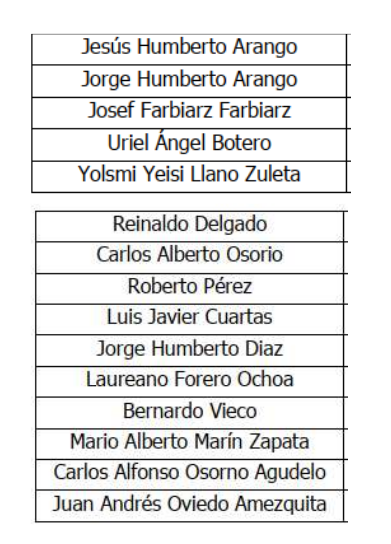 Jesús Humberto Arango
Jorge Humberto Arango
Josef Farbiarz Farbiarz
Uriel Ángel Botero
Yolsmi Yeisi Llano Zuleta
Reinaldo Delgado
Carlos Alberto Osorio
Roberto Pérez
Luis Javier Cuartas
Jorge Humberto Diaz
Laureano Forero Ochoa
Bernardo Vieco
Mario Alberto Marín Zapata
Carlos Alfonso Osorno Agudelo
Juan Andrés Oviedo Amezquita